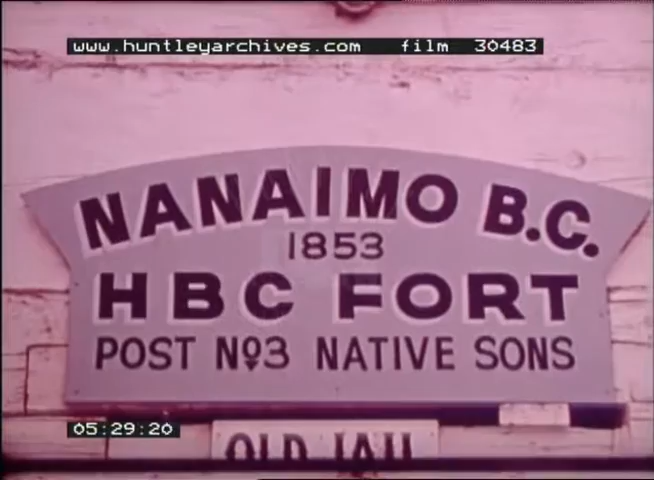 www.huntleyarchives.com film 30483
NANAIMO B.C.
1853
HBC FORT
POST Nº3 NATIVE SONS
05:29:20
OLD JAIL